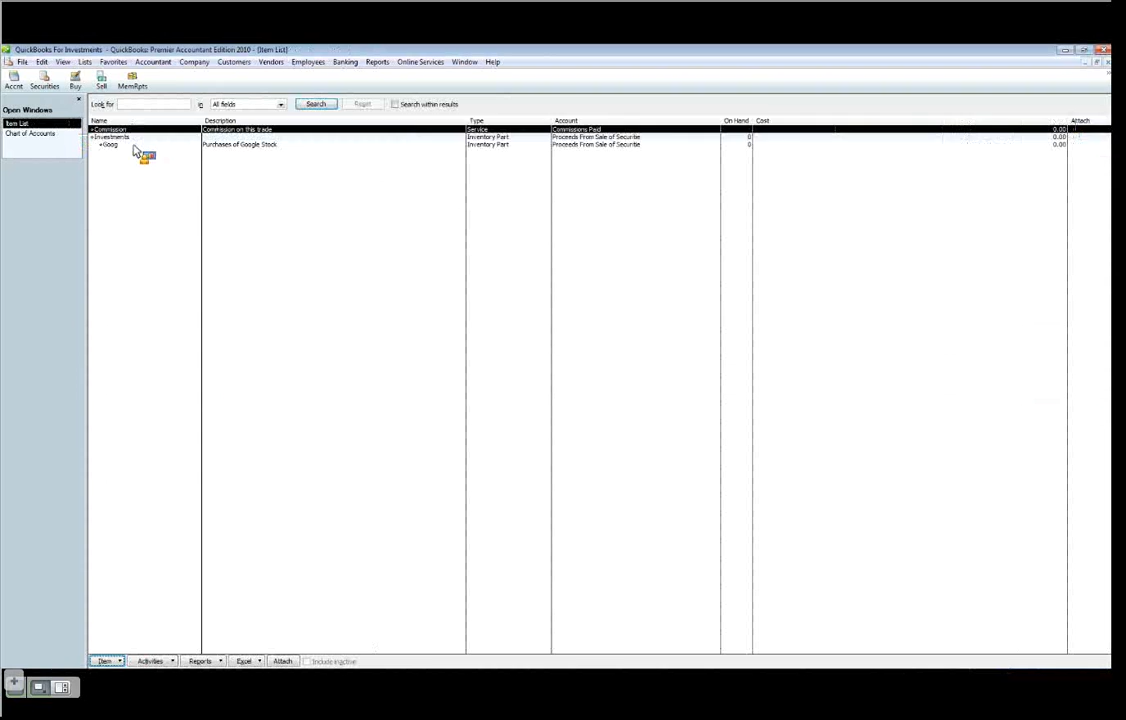 QuickBooks For Investments - QuickBooks: Premier Accountant Edition 2010 - [Item List]
File Edit View Lists Favorites Accountant Company Customers Vendors Employees Banking Reports Online Services Window Help
Accnt Securities Buy Sell MemRpts
Open Windows
Item List
Chart of Accounts
Look for in All fields Search Reset Search within results
Name Description Type Account On Hand Cost Attach
Commission Commission on this trade Service Commissions Paid 0.00
Investments Inventory Part Proceeds From Sale of Securitie 0 0.00
Goog Purchases of Google Stock Inventory Part Proceeds From Sale of Securitie 0 0.00
Item Activities Reports Excel Attach Include inactive